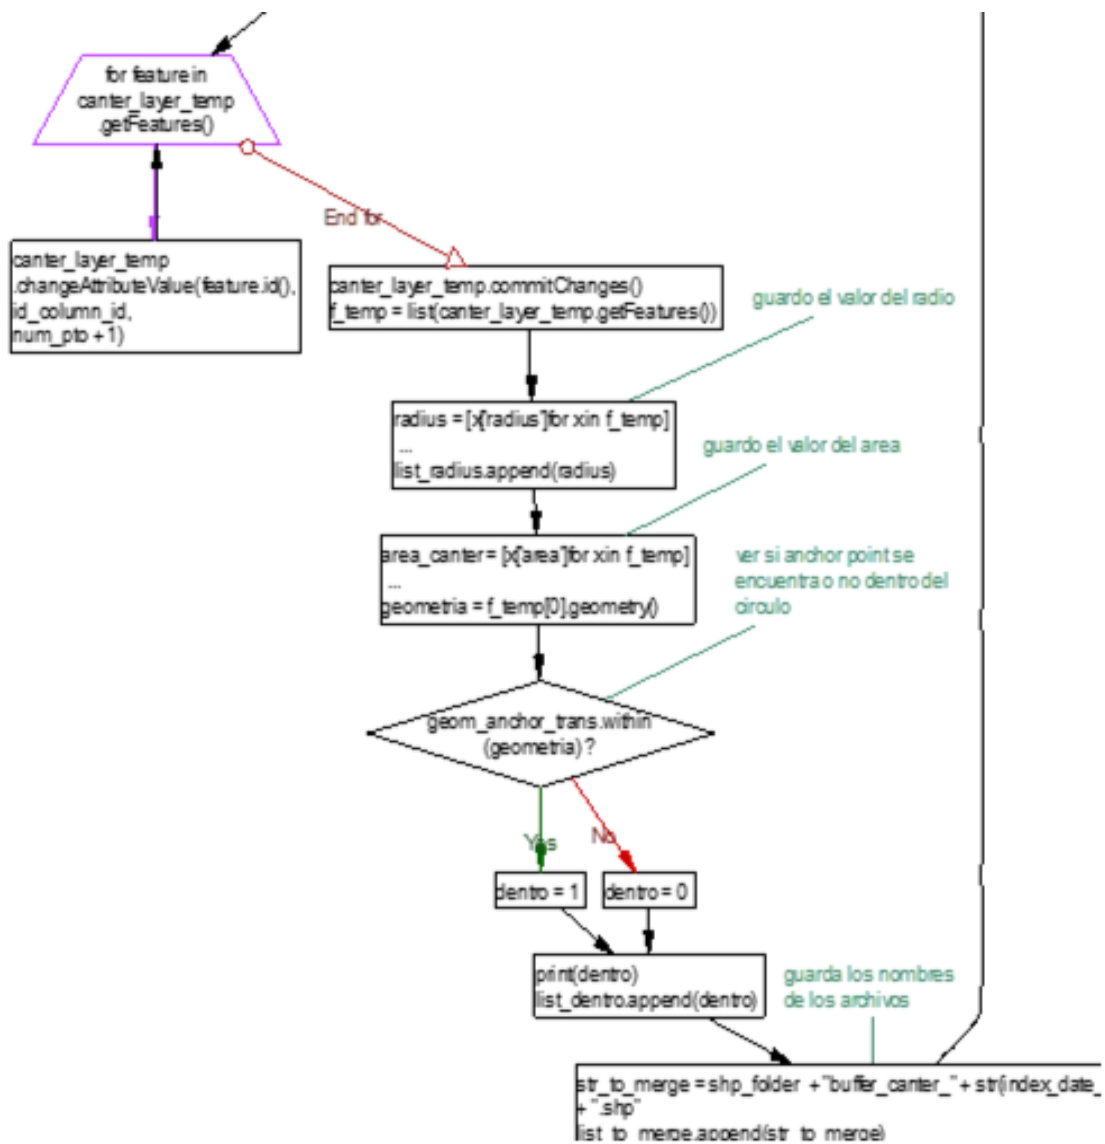 for feature in
canter_layer_temp
.getFeatures()
End for
canter_layer_temp
.changeAttributeValue(feature.id(),
id_column_id,
num_pto + 1)
canter_layer_temp.commitChanges()
f_temp = list(canter_layer_temp.getFeatures())
guardo el valor del radio
radius = [x['radius']for x in f_temp]
...
list_radius.append(radius)
guardo el valor del area
area_canter = [x['area']for x in f_temp]
...
geometria = f_temp[0].geometry()
ver si anchor point se
encuentra o no dentro del
circulo
geom_anchor_trans.within
(geometria) ?
Yes
No
dentro = 1
dentro = 0
print(dentro)
list_dentro.append(dentro)
guarda los nombres
de los archivos
str_to_merge = shp_folder + "buffer_canter_" + str(index_date_
+ ".shp"
list_to_merge.append(str_to_merge)